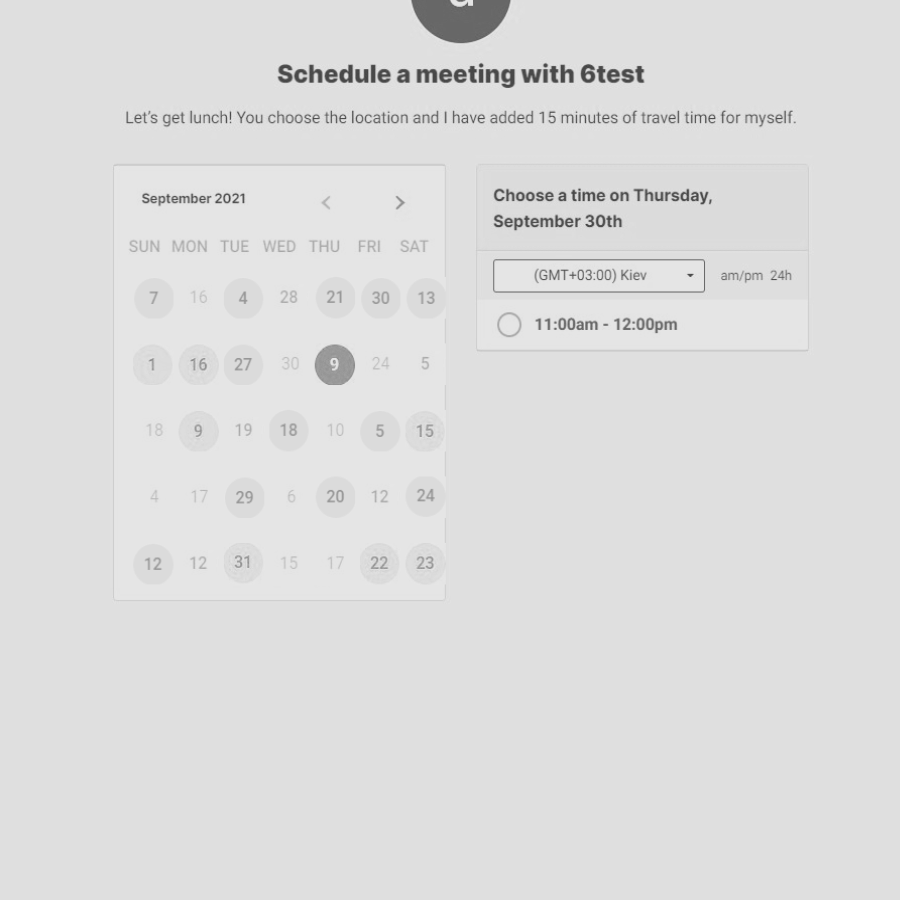 Schedule a meeting with 6test
Let's get lunch! You choose the location and I have added 15 minutes of travel time for myself.
September 2021
SUN MON TUE WED THU FRI SAT
7 16 4 28 21 30 13
1 16 27 30 9 24 5
18 9 19 18 10 5 15
4 17 29 6 20 12 24
12 12 31 15 17 22 23
Choose a time on Thursday,
September 30th
(GMT+03:00) Kiev am/pm 24h
11:00am - 12:00pm